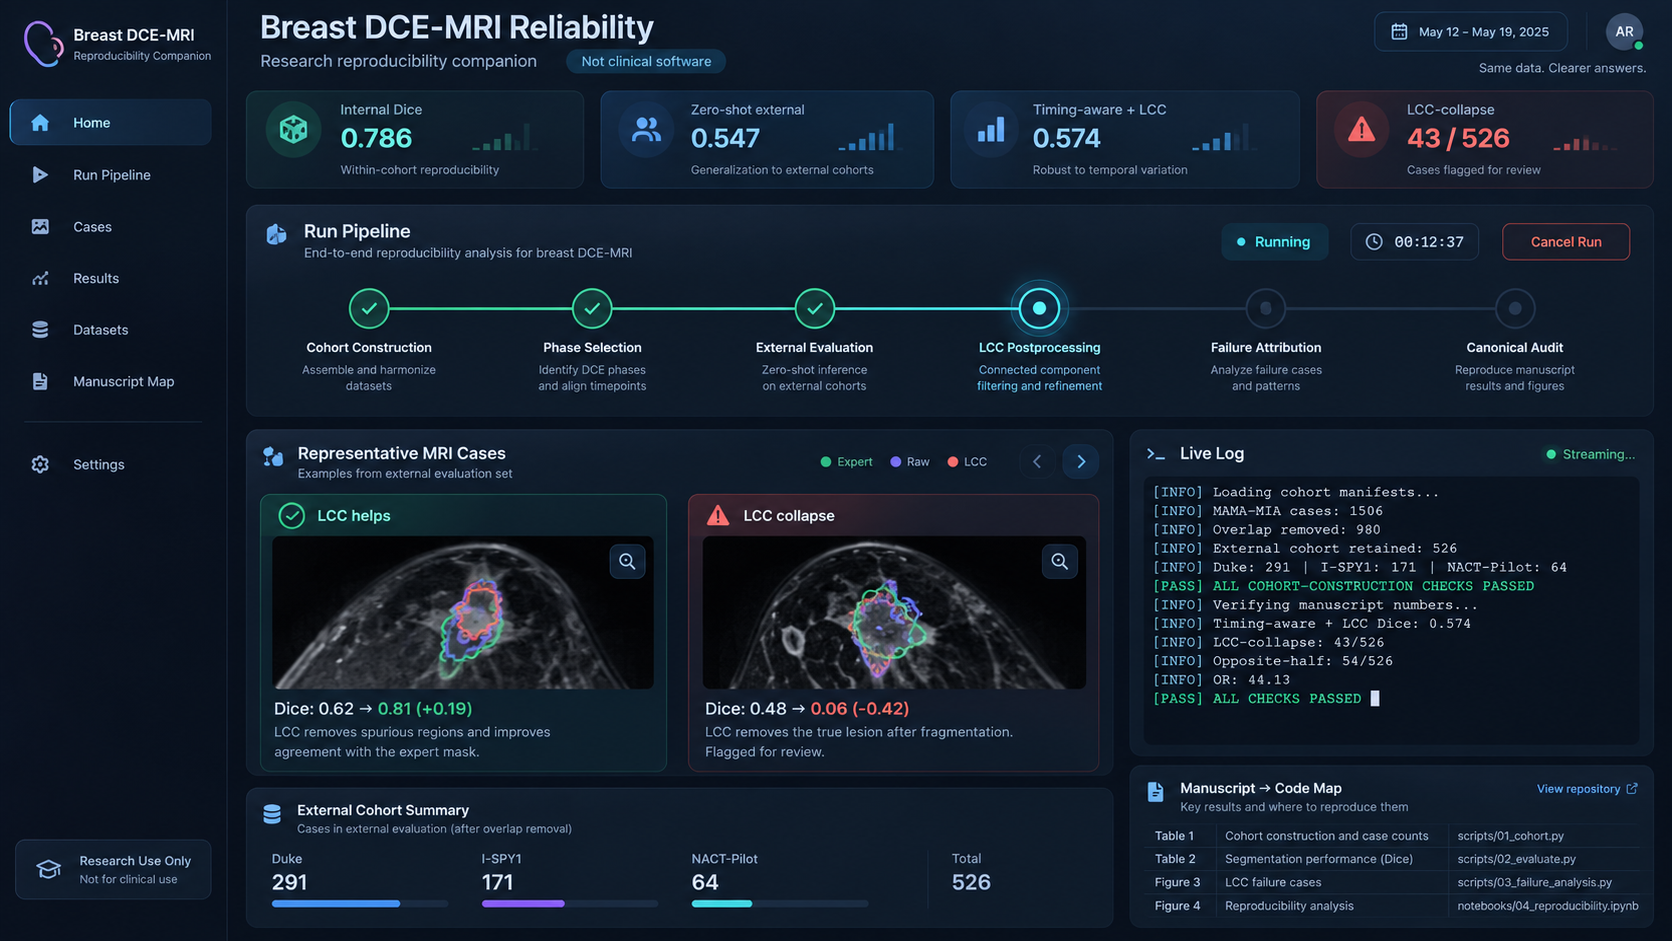 Breast DCE-MRI
Reproducibility Companion
Home
Run Pipeline
Cases
Results
Datasets
Manuscript Map
Settings
Research Use Only
Not for clinical use
Breast DCE-MRI Reliability
Research reproducibility companion
Not clinical software
May 12 – May 19, 2025
AR
Same data. Clearer answers.
Internal Dice
0.786
Within-cohort reproducibility
Zero-shot external
0.547
Generalization to external cohorts
Timing-aware + LCC
0.574
Robust to temporal variation
LCC-collapse
43 / 526
Cases flagged for review
Run Pipeline
End-to-end reproducibility analysis for breast DCE-MRI
Running
00:12:37
Cancel Run
Cohort Construction
Assemble and harmonize
datasets
Phase Selection
Identify DCE phases
and align timepoints
External Evaluation
Zero-shot inference
on external cohorts
LCC Postprocessing
Connected component
filtering and refinement
Failure Attribution
Analyze failure cases
and patterns
Canonical Audit
Reproduce manuscript
results and figures
Representative MRI Cases
Examples from external evaluation set
Expert
Raw
LCC
LCC helps
Dice: 0.62 → 0.81 (+0.19)
LCC removes spurious regions and improves
agreement with the expert mask.
LCC collapse
Dice: 0.48 → 0.06 (-0.42)
LCC removes the true lesion after fragmentation.
Flagged for review.
External Cohort Summary
Cases in external evaluation (after overlap removal)
Duke
291
I-SPY1
171
NACT-Pilot
64
Total
526
>_ Live Log
Streaming...
[INFO] Loading cohort manifests...
[INFO] MAMA-MIA cases: 1506
[INFO] Overlap removed: 980
[INFO] External cohort retained: 526
[INFO] Duke: 291 | I-SPY1: 171 | NACT-Pilot: 64
[PASS] ALL COHORT-CONSTRUCTION CHECKS PASSED
[INFO] Verifying manuscript numbers...
[INFO] Timing-aware + LCC Dice: 0.574
[INFO] LCC-collapse: 43/526
[INFO] Opposite-half: 54/526
[INFO] OR: 44.13
[PASS] ALL CHECKS PASSED
Manuscript → Code Map
Key results and where to reproduce them
View repository
Table 1 Cohort construction and case counts scripts/01_cohort.py
Table 2 Segmentation performance (Dice) scripts/02_evaluate.py
Figure 3 LCC failure cases scripts/03_failure_analysis.py
Figure 4 Reproducibility analysis notebooks/04_reproducibility.ipynb